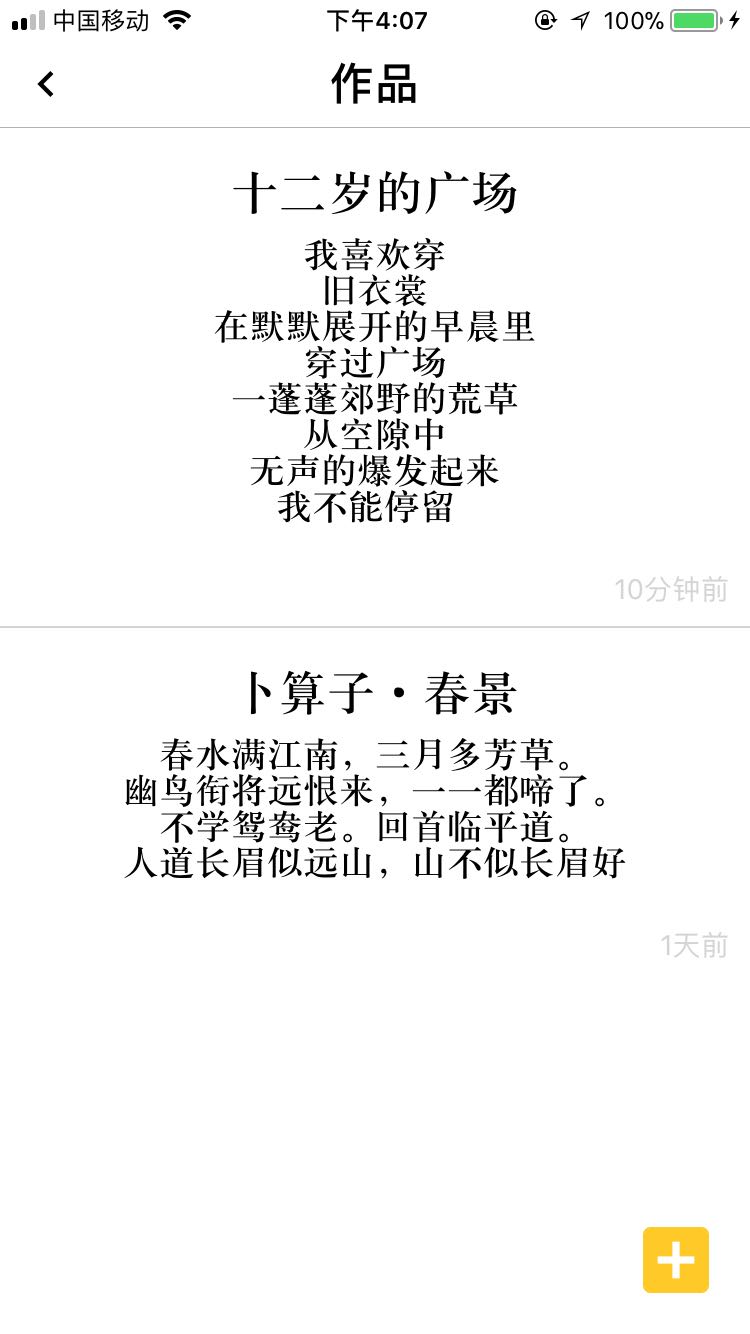 中国移动 下午4:07 100%
作品
十二岁的广场
我喜欢穿
旧衣裳
在默默展开的早晨里
穿过广场
一蓬蓬郊野的荒草
从空隙中
无声的爆发起来
我不能停留
10分钟前
卜算子·春景
春水满江南，三月多芳草。
幽鸟衔将远恨来，一一都啼了。
不学鸳鸯老。回首临平道。
人道长眉似远山，山不似长眉好
1天前